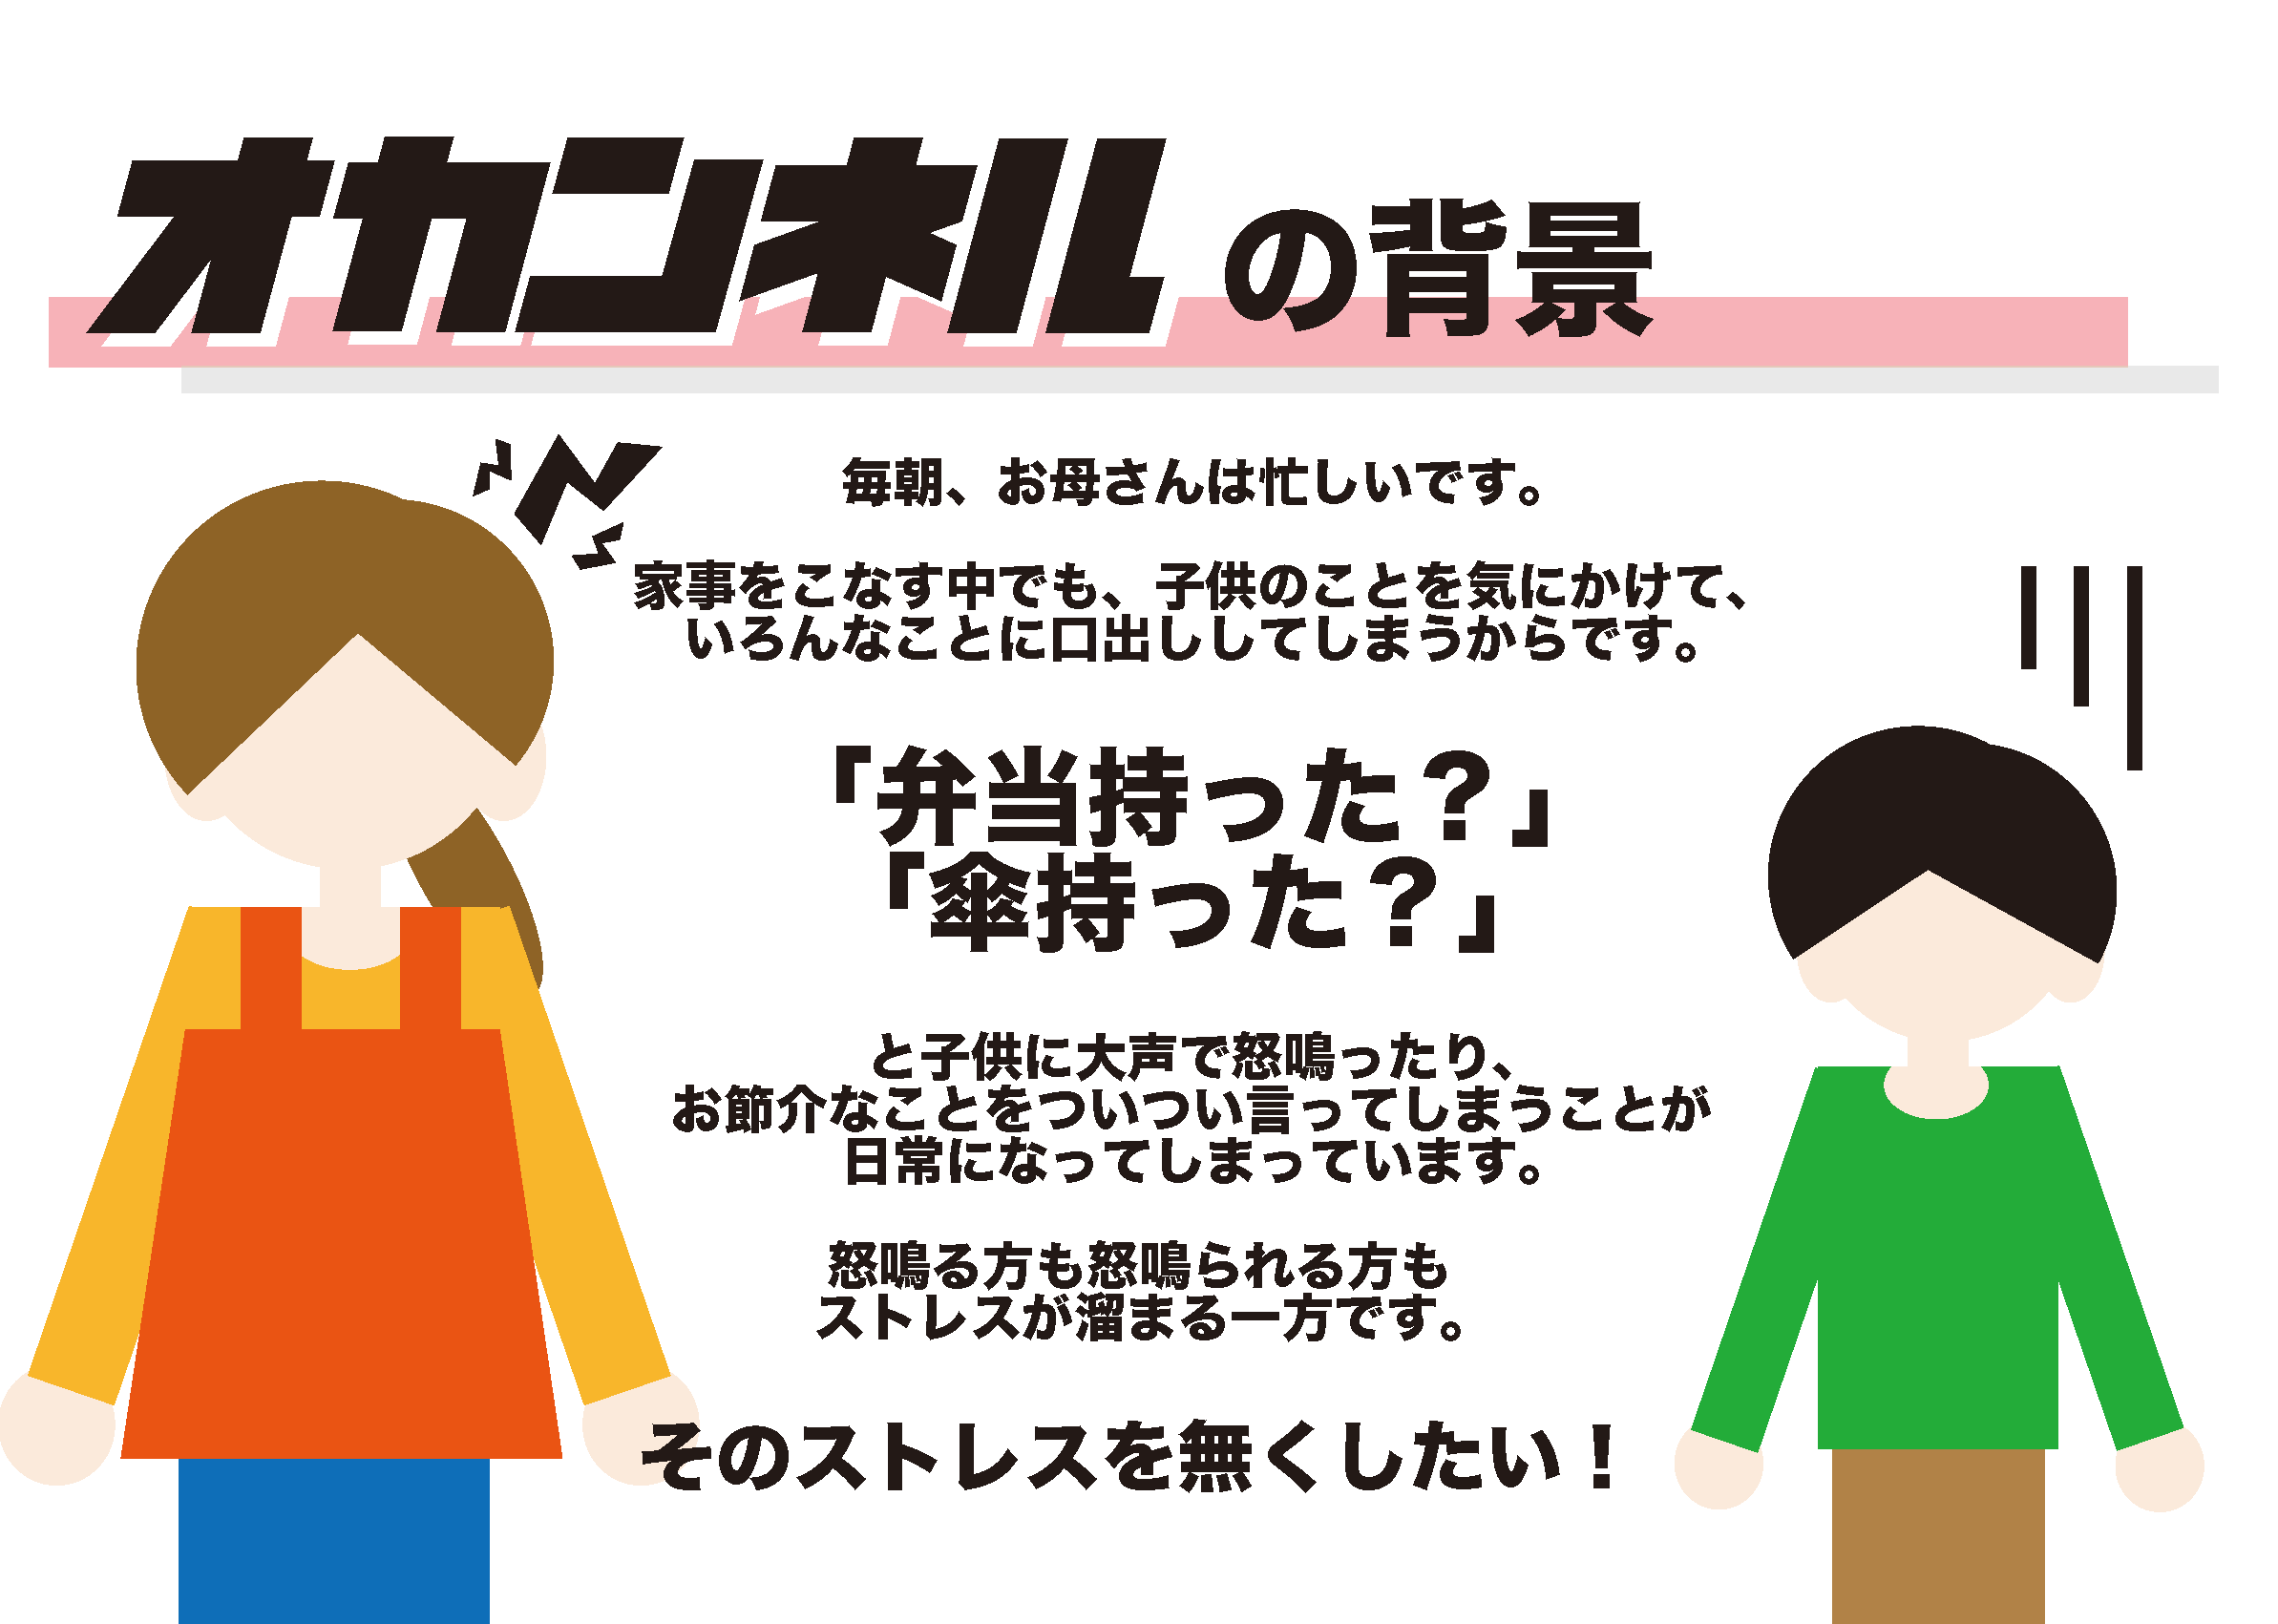 オカンネルの背景
毎朝、お母さんは忙しいです。
家事をこなす中でも、子供のことを気にかけて、
いろんなことに口出ししてしまうからです。
「弁当持った？」
「傘持った？」
と子供に大声で怒鳴ったり、
お節介なことをついつい言ってしまうことが
日常になってしまっています。
怒鳴る方も怒鳴られる方も
ストレスが溜まる一方です。
そのストレスを無くしたい！